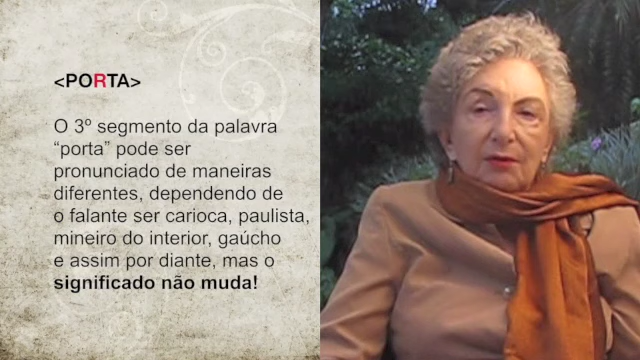 <PORTA>
O 3º segmento da palavra
“porta” pode ser
pronunciado de maneiras
diferentes, dependendo de
o falante ser carioca, paulista,
mineiro do interior, gaúcho
e assim por diante, mas o
significado não muda!